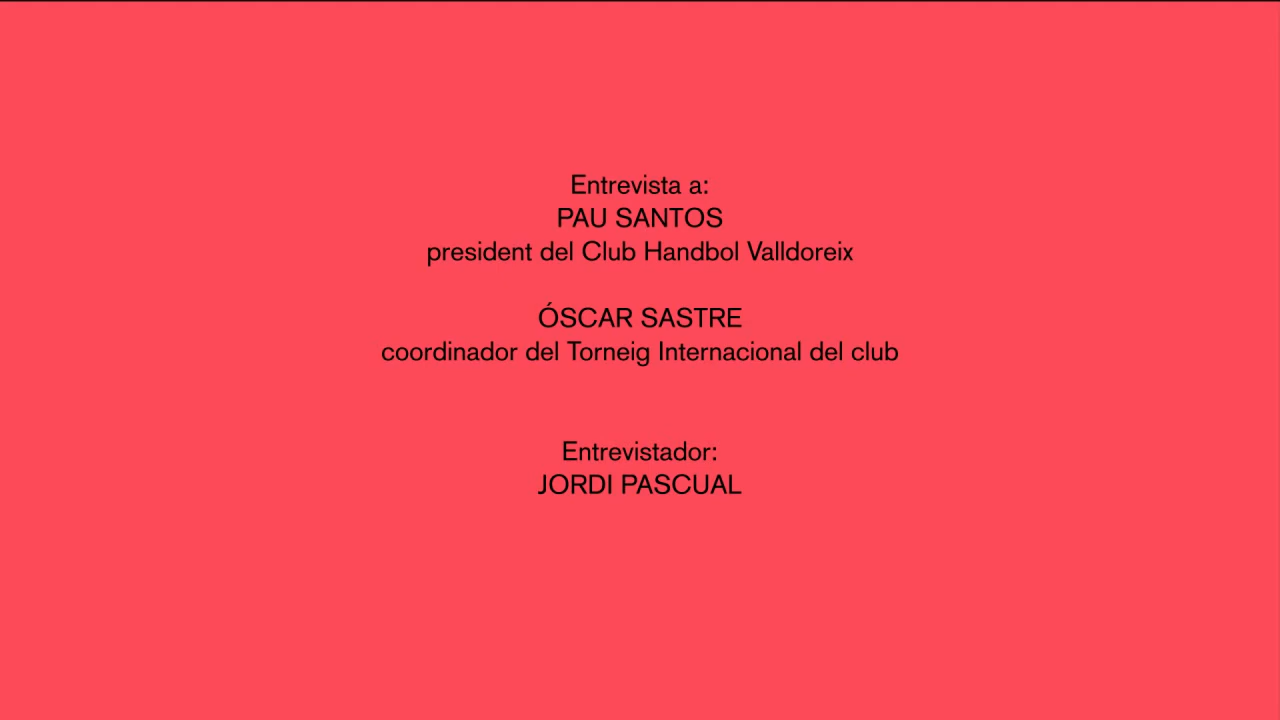 Entrevista a:
PAU SANTOS
president del Club Handbol Valldoreix
ÓSCAR SASTRE
coordinador del Torneig Internacional del club
Entrevistador:
JORDI PASCUAL